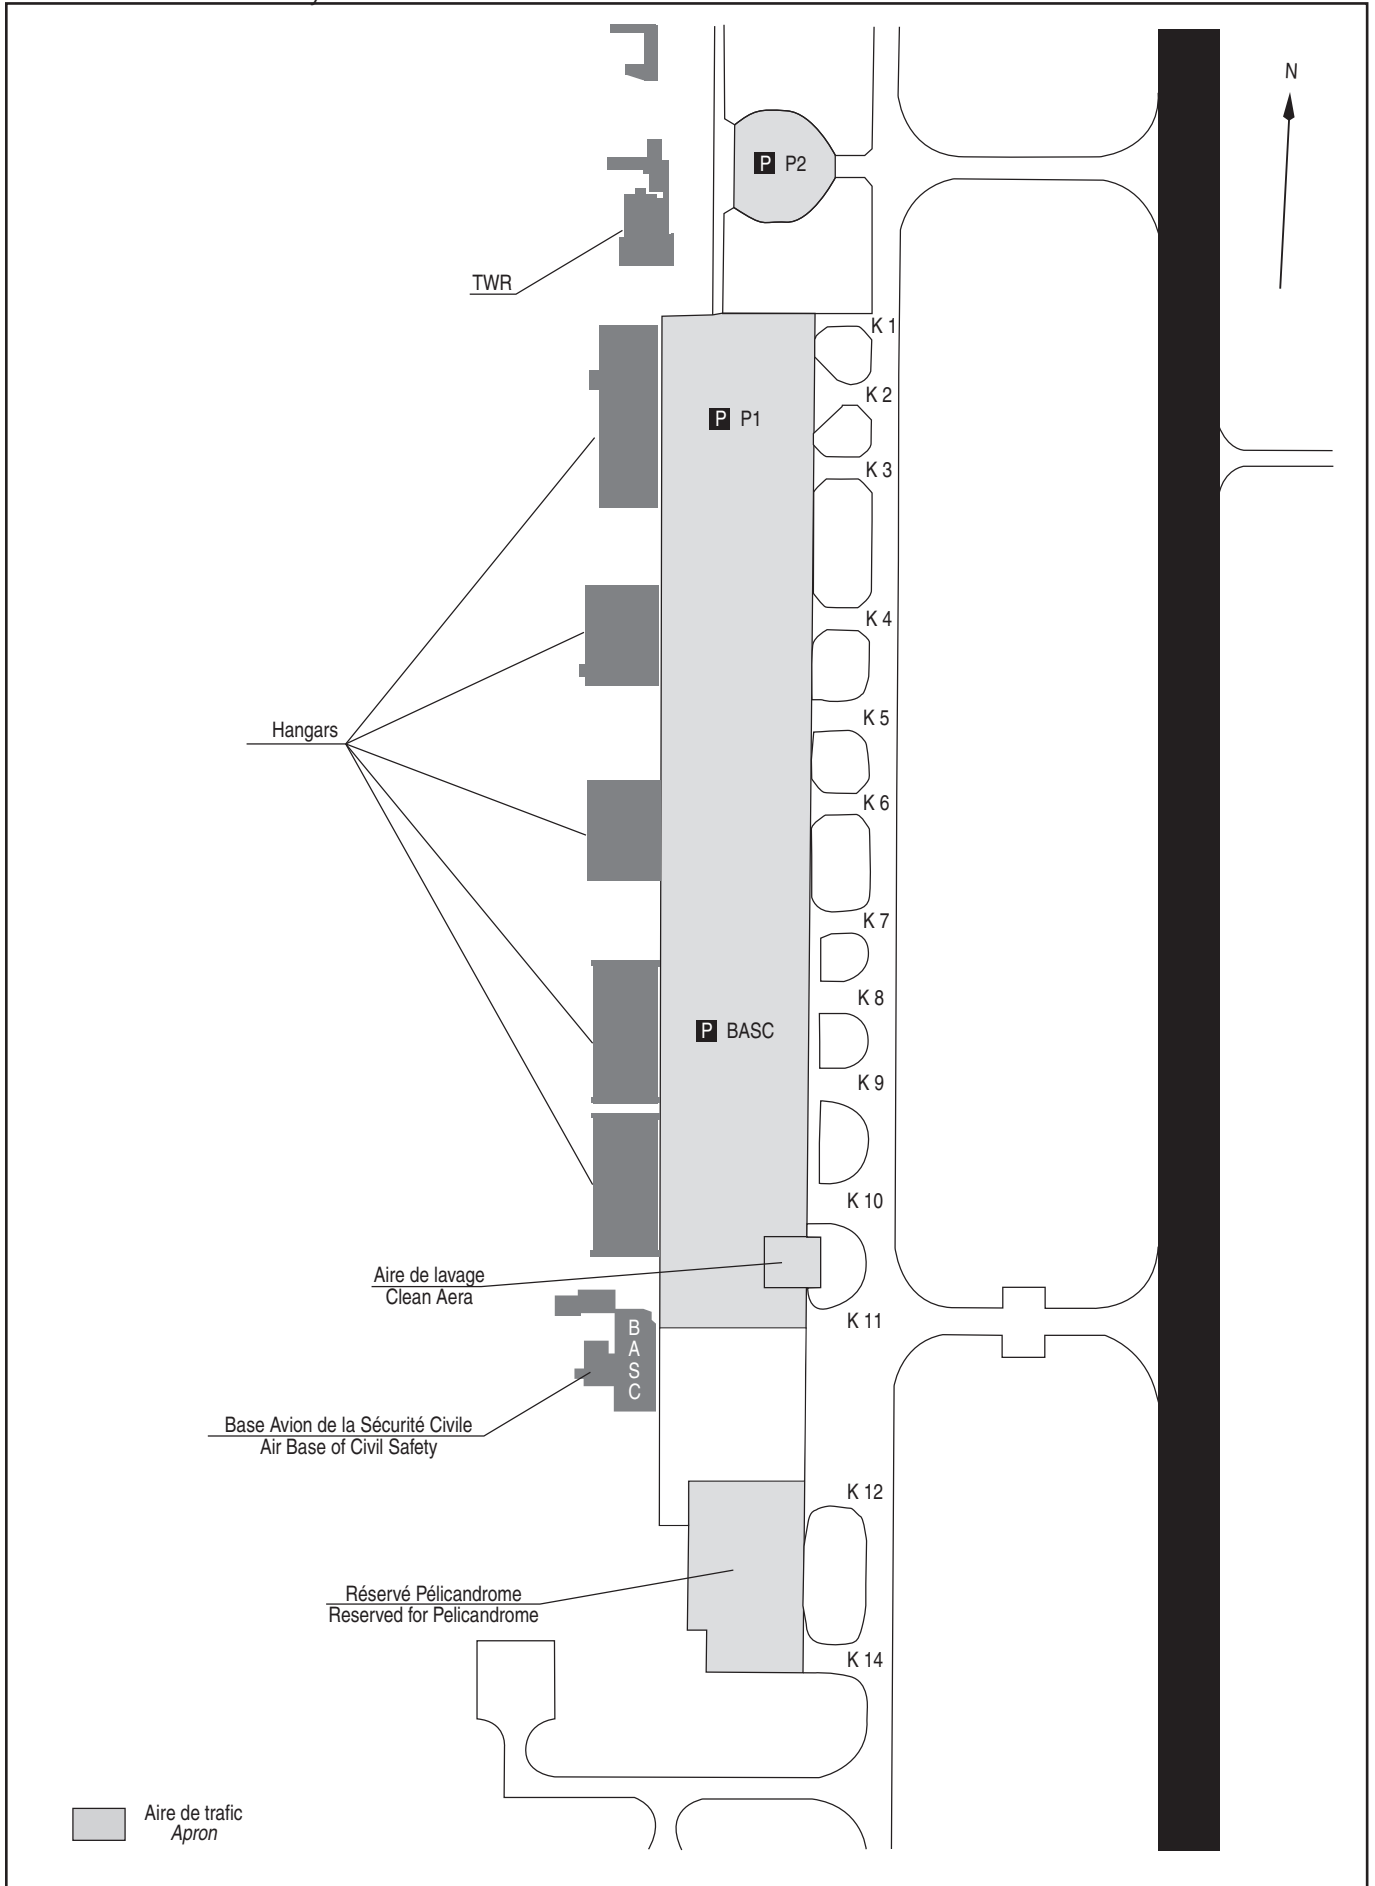 N
P P2
TWR
K 1
K 2
P P1
K 3
K 4
K 5
Hangars
K 6
K 7
K 8
P BASC
K 9
K 10
Aire de lavage
Clean Aera
K 11
B
A
S
C
Base Avion de la Sécurité Civile
Air Base of Civil Safety
K 12
Réservé Pélicandrome
Reserved for Pelicandrome
K 14
Aire de trafic
Apron